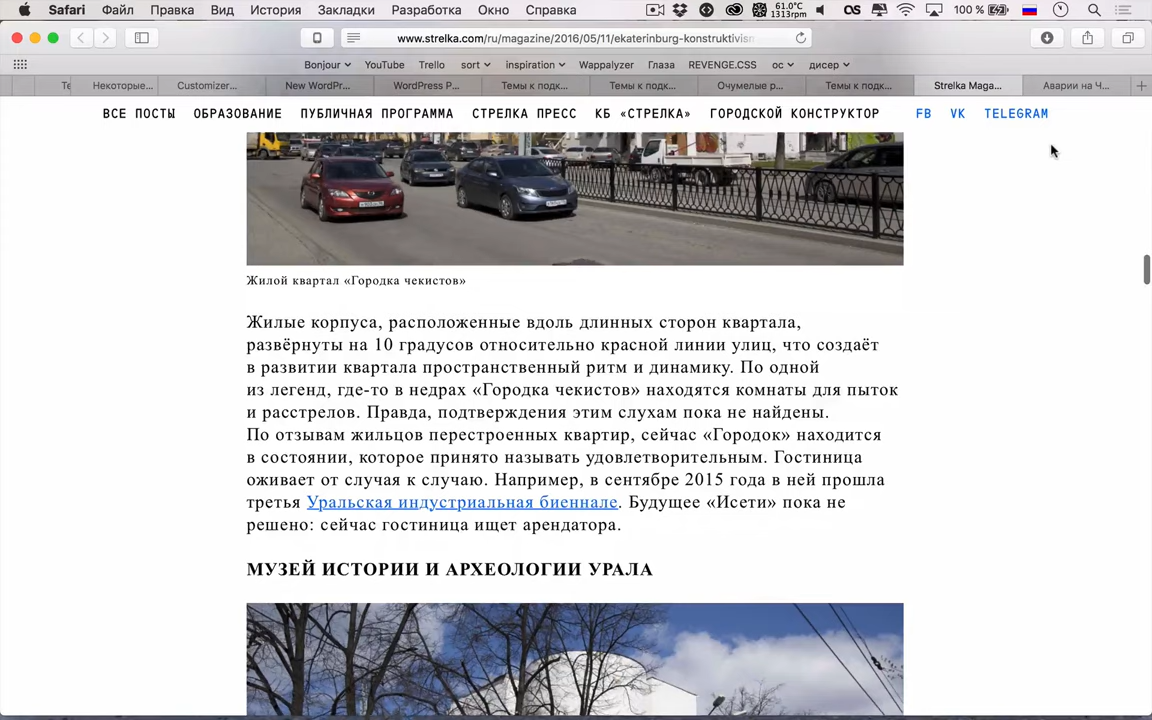 Safari Файл Правка Вид История Закладки Разработка Окно Справка 61.0°C 1313rpm 100 %
www.strelka.com/ru/magazine/2016/05/11/ekaterinburg-konstruktivism
Bonjour YouTube Trello sort inspiration Wappalyzer Глаза REVENGE.CSS ос дисер
Те Некоторые... Customizer... New WordPr... WordPress P... Темы к подк... Темы к подк... Очумелые р... Темы к подк... Strelka Maga... Аварии на Ч...
ВСЕ ПОСТЫ ОБРАЗОВАНИЕ ПУБЛИЧНАЯ ПРОГРАММА СТРЕЛКА ПРЕСС КБ «СТРЕЛКА» ГОРОДСКОЙ КОНСТРУКТОР FB VK TELEGRAM
Жилой квартал «Городка чекистов»
Жилые корпуса, расположенные вдоль длинных сторон квартала,
развёрнуты на 10 градусов относительно красной линии улиц, что создаёт
в развитии квартала пространственный ритм и динамику. По одной
из легенд, где-то в недрах «Городка чекистов» находятся комнаты для пыток
и расстрелов. Правда, подтверждения этим слухам пока не найдены.
По отзывам жильцов перестроенных квартир, сейчас «Городок» находится
в состоянии, которое принято называть удовлетворительным. Гостиница
оживает от случая к случаю. Например, в сентябре 2015 года в ней прошла
третья Уральская индустриальная биеннале. Будущее «Исети» пока не
решено: сейчас гостиница ищет арендатора.
МУЗЕЙ ИСТОРИИ И АРХЕОЛОГИИ УРАЛА